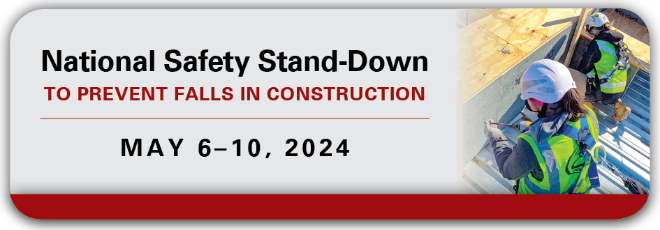 National Safety Stand-Down
TO PREVENT FALLS IN CONSTRUCTION
MAY 6–10, 2024